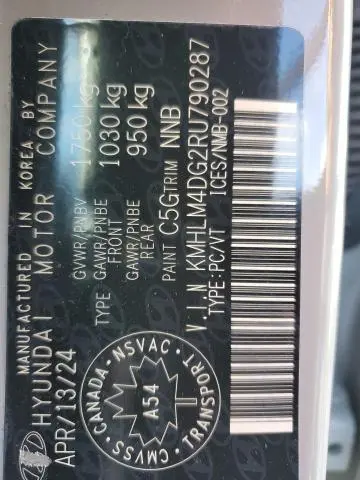 MANUFACTURED IN KOREA BY
HYUNDAI MOTOR COMPANY
APR/13/24
GVWR/PNBV 1750 kg
TYPE GAWR/PNBE FRONT 1030 kg
GAWR/PNBE REAR 950 kg
PAINT C5G TRIM NNB
V.I.N KMHLM4DG2RU790287
TYPE:PC/VT ICES/NMB-002
CANADA · NSVAC · TRANSPORT · CMVSS
A54